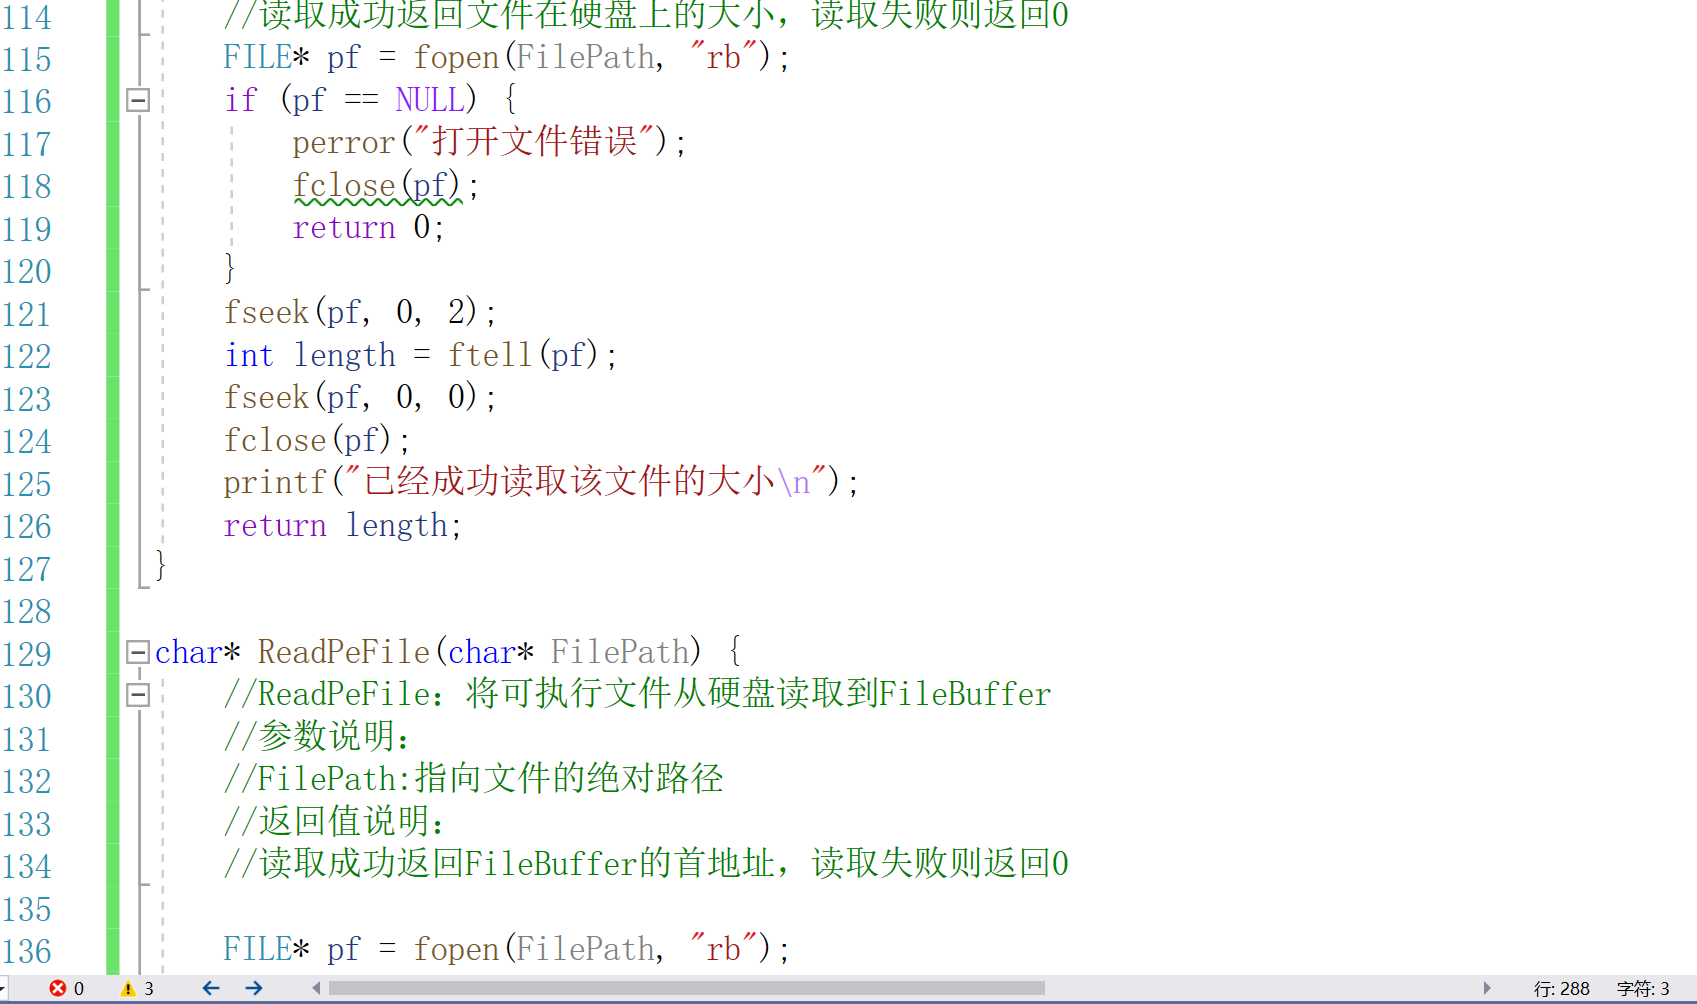 114 //读取成功返回文件在硬盘上的大小，读取失败则返回0
115 FILE* pf = fopen(FilePath, "rb");
116 if (pf == NULL) {
117 perror("打开文件错误");
118 fclose(pf);
119 return 0;
120 }
121 fseek(pf, 0, 2);
122 int length = ftell(pf);
123 fseek(pf, 0, 0);
124 fclose(pf);
125 printf("已经成功读取该文件的大小\n");
126 return length;
127 }
128
129 char* ReadPeFile(char* FilePath) {
130 //ReadPeFile：将可执行文件从硬盘读取到FileBuffer
131 //参数说明：
132 //FilePath:指向文件的绝对路径
133 //返回值说明：
134 //读取成功返回FileBuffer的首地址，读取失败则返回0
135
136 FILE* pf = fopen(FilePath, "rb");
0 3 行: 288 字符: 3